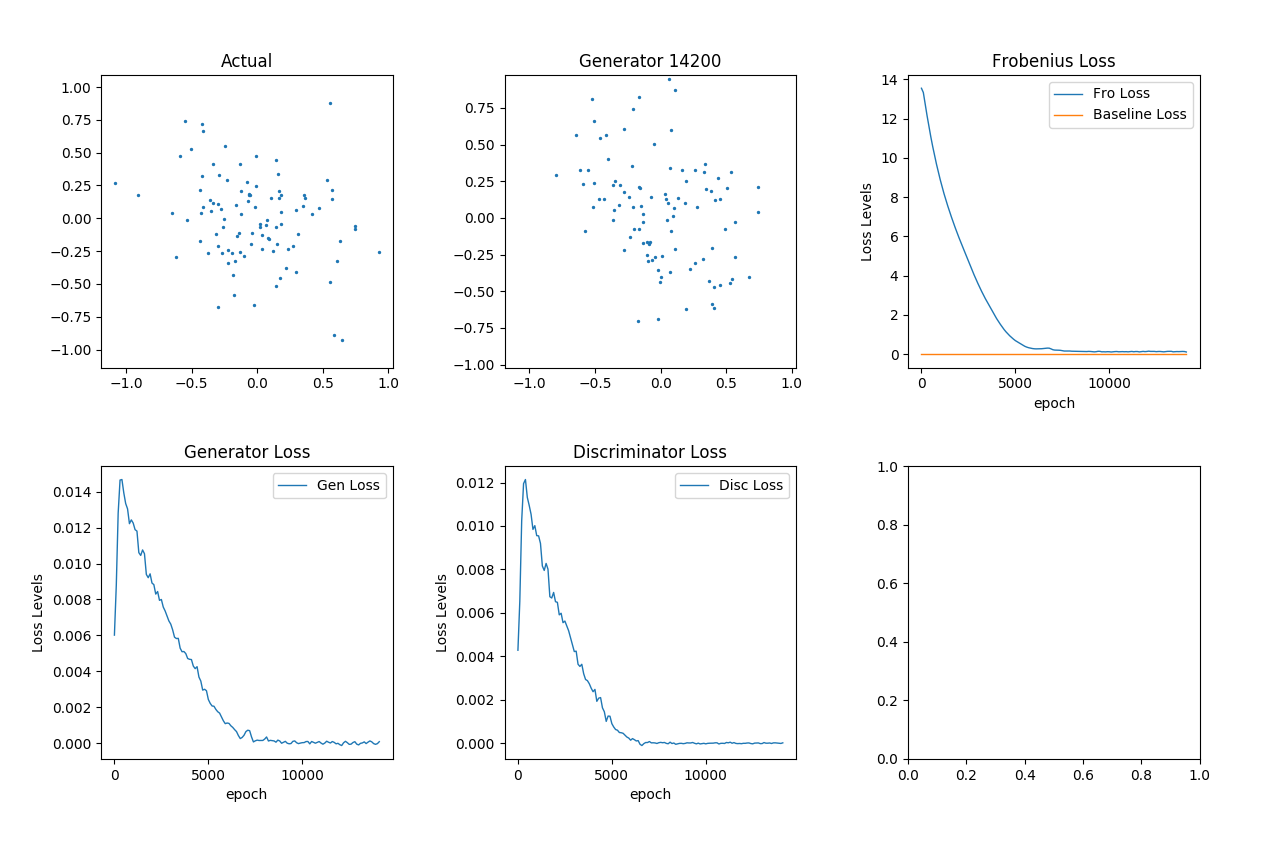 Actual
1.00
0.75
0.50
0.25
0.00
−0.25
−0.50
−0.75
−1.00
−1.0 −0.5 0.0 0.5 1.0
Generator 14200
0.75
0.50
0.25
0.00
−0.25
−0.50
−0.75
−1.00
−1.0 −0.5 0.0 0.5 1.0
Frobenius Loss
Fro Loss
Baseline Loss
Loss Levels
14
12
10
8
6
4
2
0
0 5000 10000
epoch
Generator Loss
Gen Loss
Loss Levels
0.014
0.012
0.010
0.008
0.006
0.004
0.002
0.000
0 5000 10000
epoch
Discriminator Loss
Disc Loss
Loss Levels
0.012
0.010
0.008
0.006
0.004
0.002
0.000
0 5000 10000
epoch
1.0
0.8
0.6
0.4
0.2
0.0
0.0 0.2 0.4 0.6 0.8 1.0